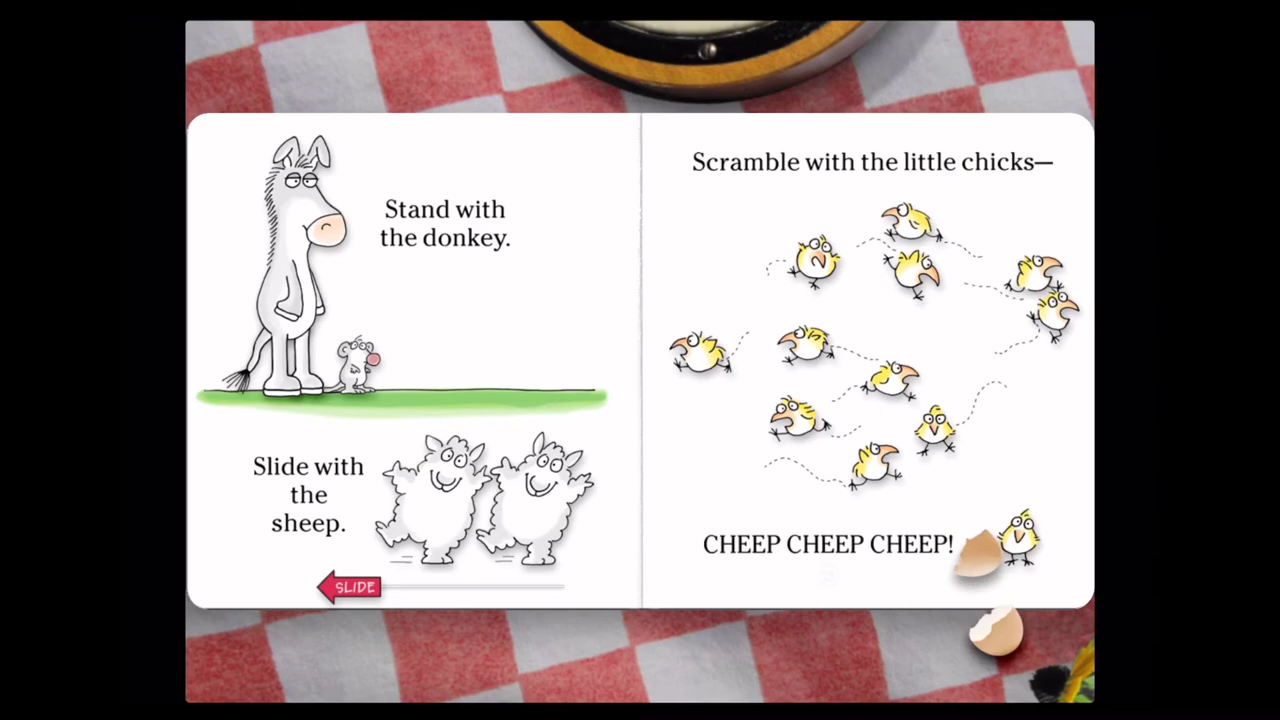 Stand with
the donkey.
Slide with
the
sheep.
SLIDE
Scramble with the little chicks—
CHEEP CHEEP CHEEP!